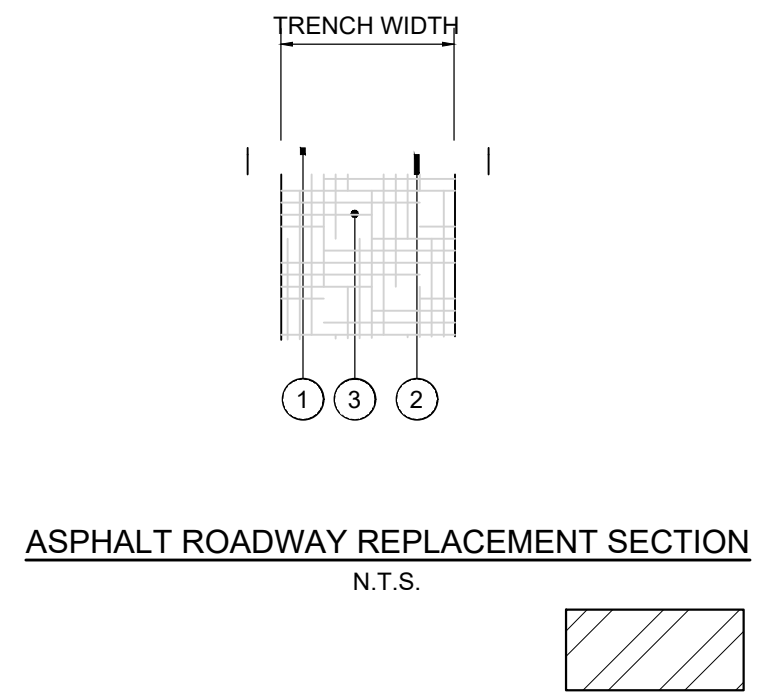 TRENCH WIDTH
1 3 2
ASPHALT ROADWAY REPLACEMENT SECTION
N.T.S.